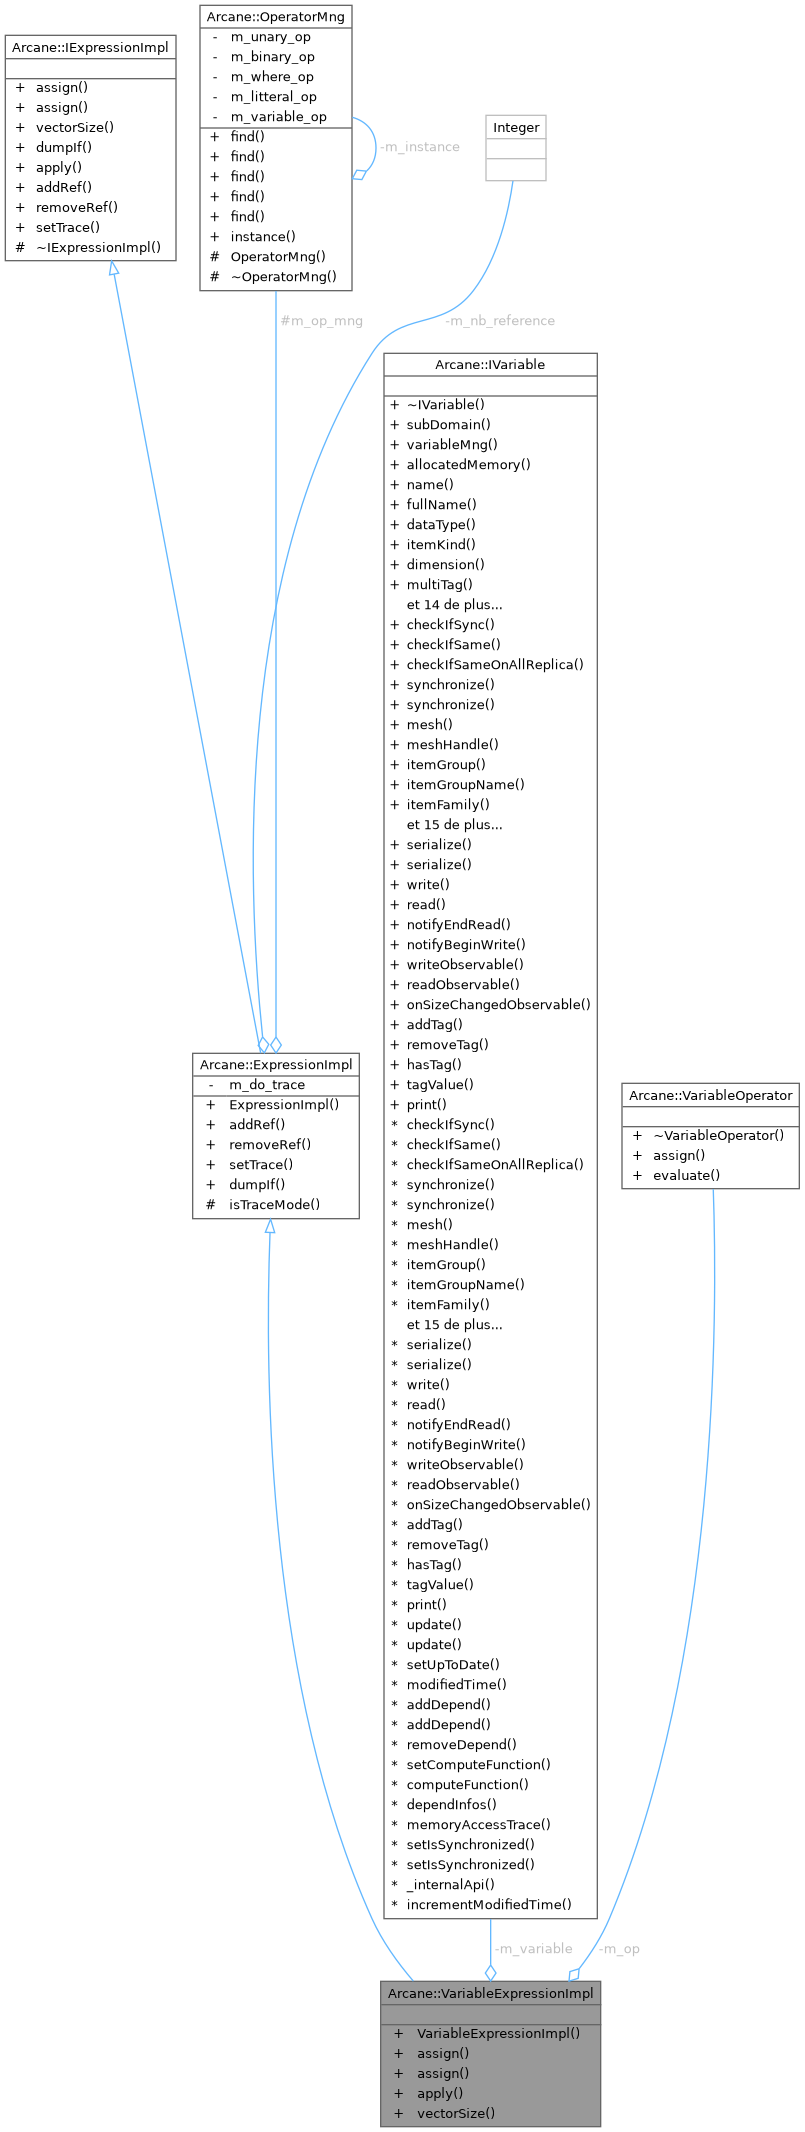 Arcane::IExpressionImpl
+ assign()
+ assign()
+ vectorSize()
+ dumpIf()
+ apply()
+ addRef()
+ removeRef()
+ setTrace()
# ~IExpressionImpl()
Arcane::OperatorMng
- m_unary_op
- m_binary_op
- m_where_op
- m_litteral_op
- m_variable_op
+ find()
+ find()
+ find()
+ find()
+ find()
+ instance()
# OperatorMng()
# ~OperatorMng()
-m_instance
Integer
#m_op_mng
-m_nb_reference
Arcane::IVariable
+ ~IVariable()
+ subDomain()
+ variableMng()
+ allocatedMemory()
+ name()
+ fullName()
+ dataType()
+ itemKind()
+ dimension()
+ multiTag()
et 14 de plus...
+ checkIfSync()
+ checkIfSame()
+ checkIfSameOnAllReplica()
+ synchronize()
+ synchronize()
+ mesh()
+ meshHandle()
+ itemGroup()
+ itemGroupName()
+ itemFamily()
et 15 de plus...
+ serialize()
+ serialize()
+ write()
+ read()
+ notifyEndRead()
+ notifyBeginWrite()
+ writeObservable()
+ readObservable()
+ onSizeChangedObservable()
+ addTag()
+ removeTag()
+ hasTag()
+ tagValue()
+ print()
* checkIfSync()
* checkIfSame()
* checkIfSameOnAllReplica()
* synchronize()
* synchronize()
* mesh()
* meshHandle()
* itemGroup()
* itemGroupName()
* itemFamily()
et 15 de plus...
* serialize()
* serialize()
* write()
* read()
* notifyEndRead()
* notifyBeginWrite()
* writeObservable()
* readObservable()
* onSizeChangedObservable()
* addTag()
* removeTag()
* hasTag()
* tagValue()
* print()
* update()
* update()
* setUpToDate()
* modifiedTime()
* addDepend()
* addDepend()
* removeDepend()
* setComputeFunction()
* computeFunction()
* dependInfos()
* memoryAccessTrace()
* setIsSynchronized()
* setIsSynchronized()
* _internalApi()
* incrementModifiedTime()
Arcane::ExpressionImpl
- m_do_trace
+ ExpressionImpl()
+ addRef()
+ removeRef()
+ setTrace()
+ dumpIf()
# isTraceMode()
Arcane::VariableOperator
+ ~VariableOperator()
+ assign()
+ evaluate()
-m_variable
-m_op
Arcane::VariableExpressionImpl
+ VariableExpressionImpl()
+ assign()
+ assign()
+ apply()
+ vectorSize()